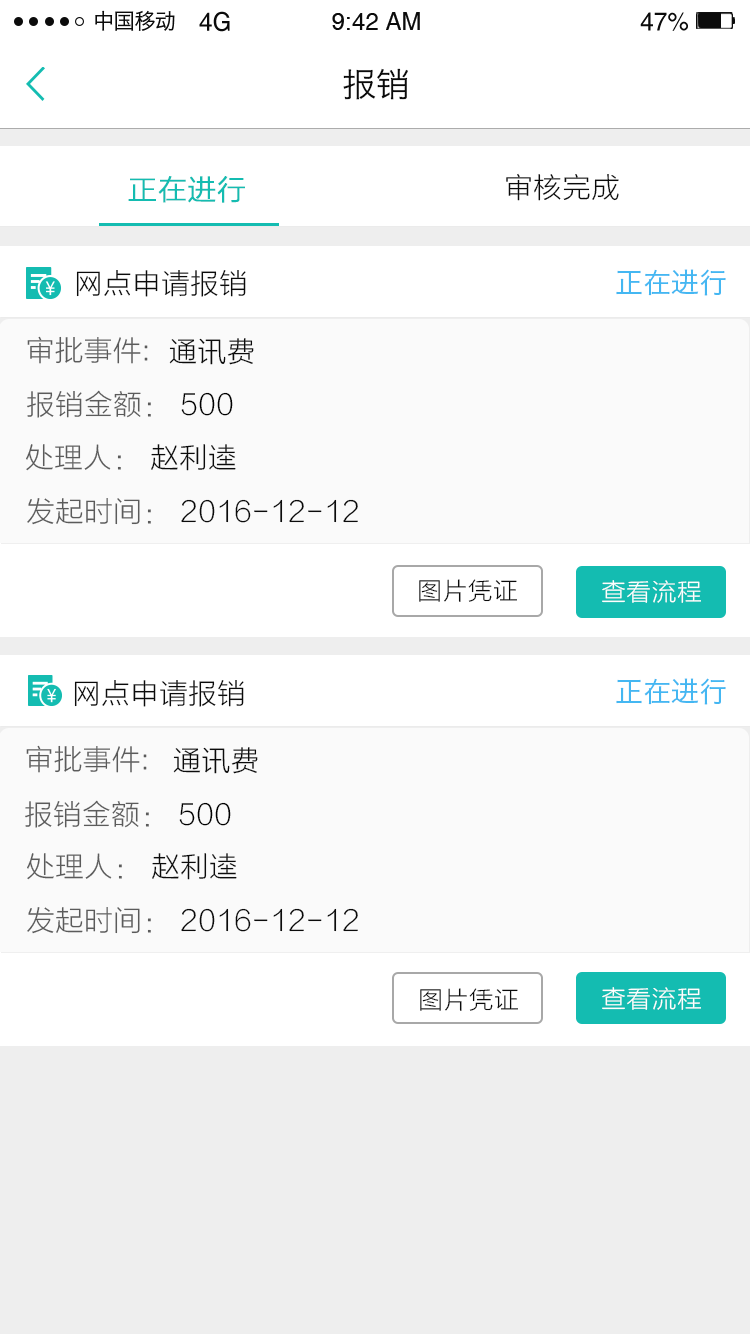 中国移动 4G 9:42 AM 47%
报销
正在进行 审核完成
网点申请报销 正在进行
审批事件: 通讯费
报销金额: 500
处理人: 赵利逵
发起时间: 2016-12-12
图片凭证 查看流程
网点申请报销 正在进行
审批事件: 通讯费
报销金额: 500
处理人: 赵利逵
发起时间: 2016-12-12
图片凭证 查看流程